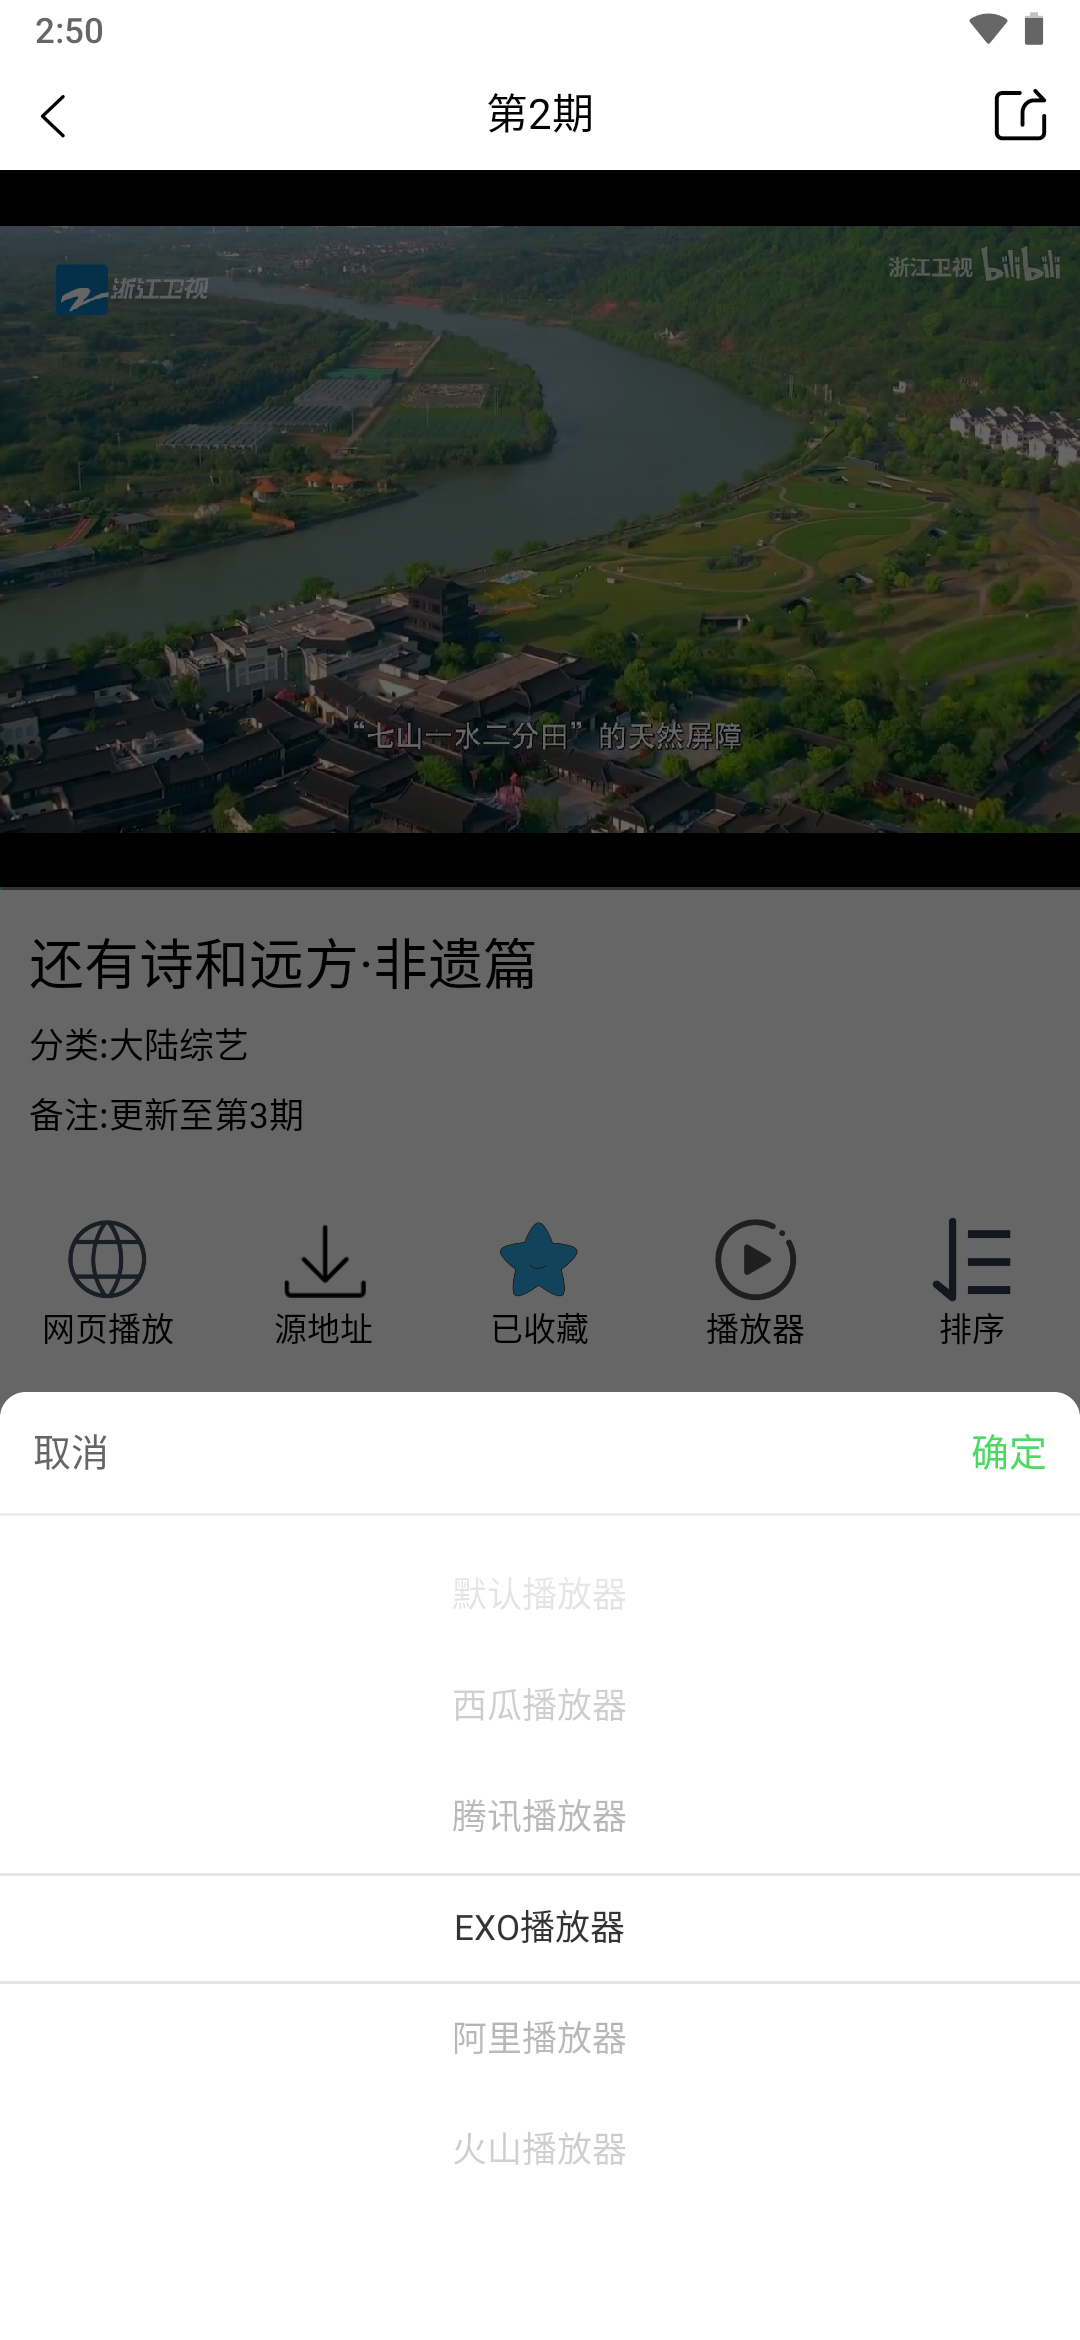 2:50
第2期
浙江卫视
浙江卫视 bilibili
“七山一水二分田”的天然屏障
还有诗和远方·非遗篇
分类:大陆综艺
备注:更新至第3期
网页播放
源地址
已收藏
播放器
排序
取消
确定
默认播放器
西瓜播放器
腾讯播放器
EXO播放器
阿里播放器
火山播放器